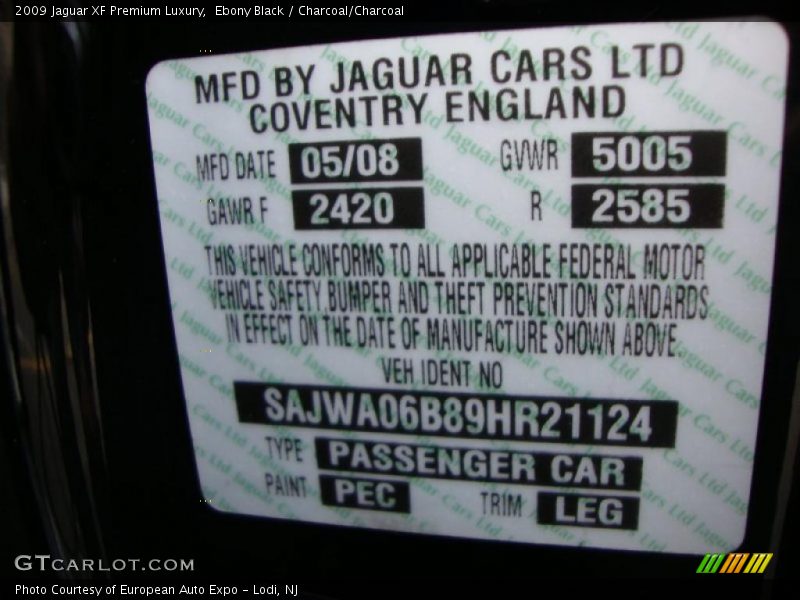 2009 Jaguar XF Premium Luxury,  Ebony Black / Charcoal/Charcoal
MFD BY JAGUAR CARS LTD
COVENTRY ENGLAND
MFD DATE 05/08 GVWR 5005
GAWR F 2420 R 2585
THIS VEHICLE CONFORMS TO ALL APPLICABLE FEDERAL MOTOR
VEHICLE SAFETY.BUMPER AND THEFT PREVENTION STANDARDS
IN EFFECT ON THE DATE OF MANUFACTURE SHOWN ABOVE.
VEH IDENT NO
SAJWA06B89HR21124
TYPE PASSENGER CAR
PAINT PEC TRIM LEG
GTCARLOT.COM
Photo Courtesy of European Auto Expo - Lodi, NJ